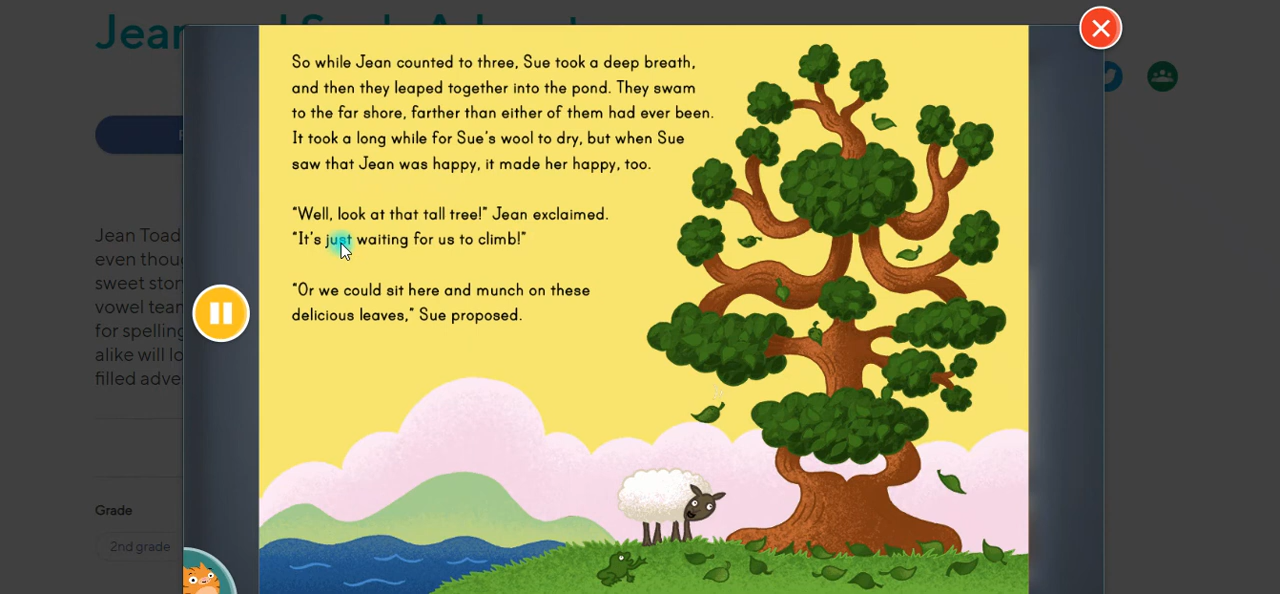 So while Jean counted to three, Sue took a deep breath,
and then they leaped together into the pond. They swam
to the far shore, farther than either of them had ever been.
It took a long while for Sue's wool to dry, but when Sue
saw that Jean was happy, it made her happy, too.
"Well, look at that tall tree!" Jean exclaimed.
"It's just waiting for us to climb!"
"Or we could sit here and munch on these
delicious leaves," Sue proposed.
Jean Toad
even thoug
sweet stor
vowel team
for spelling
alike will lo
filled adve
Grade
2nd grade